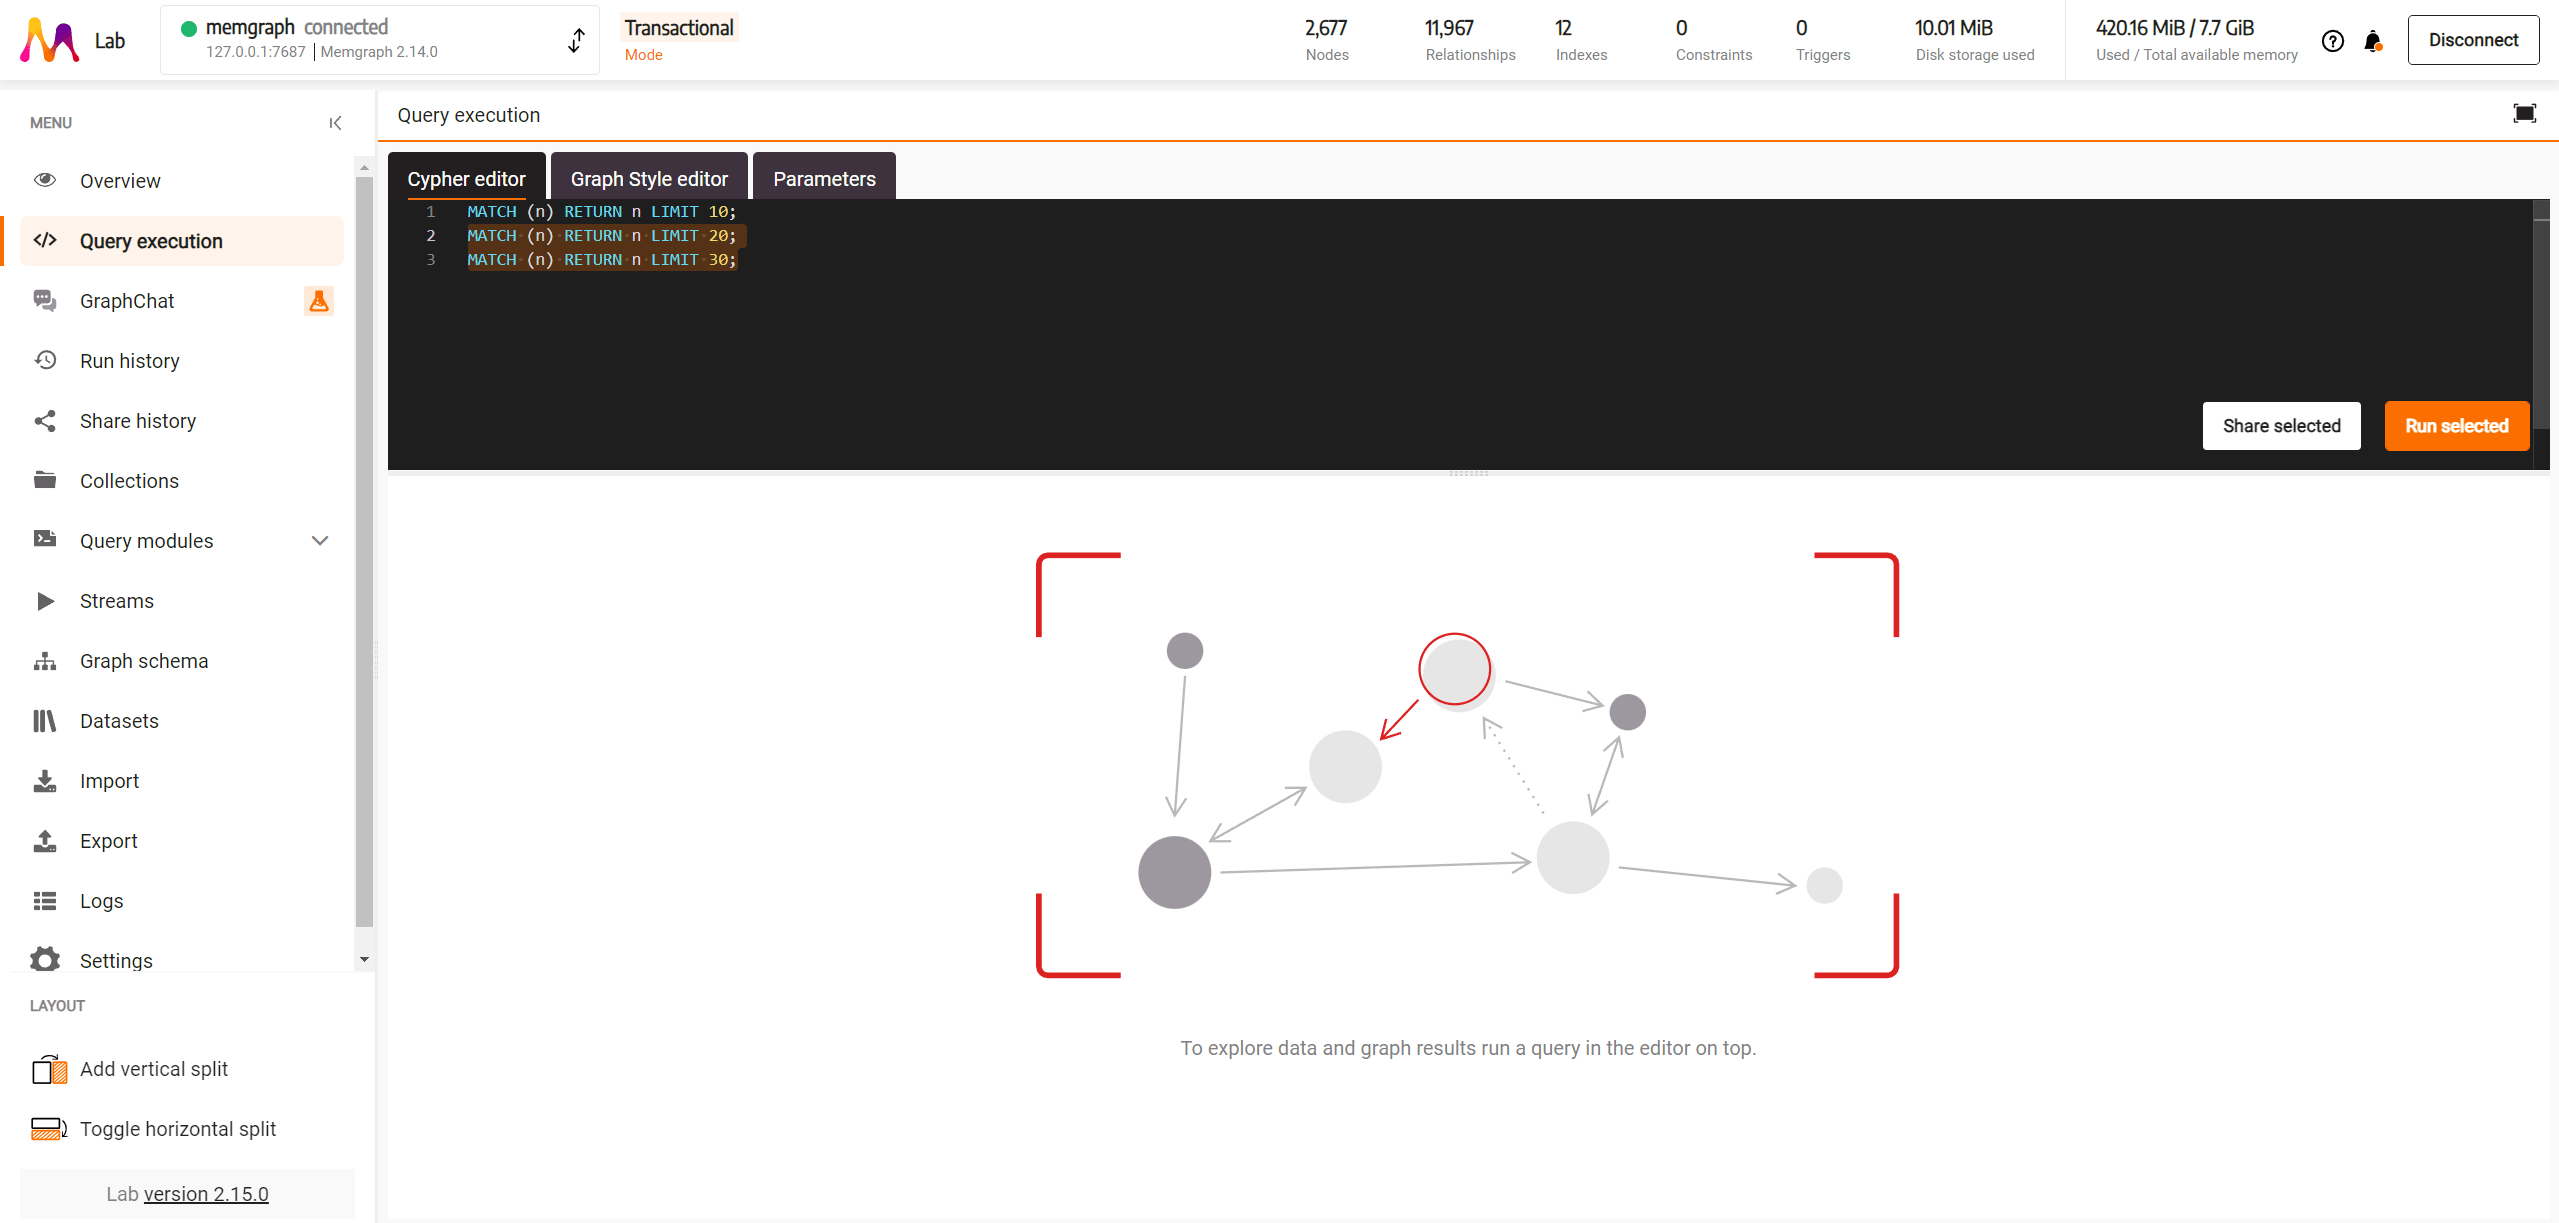 Lab
memgraph connected
127.0.0.1:7687 | Memgraph 2.14.0
Transactional
Mode
2,677
Nodes
11,967
Relationships
12
Indexes
0
Constraints
0
Triggers
10.01 MiB
Disk storage used
420.16 MiB / 7.7 GiB
Used / Total available memory
Disconnect
MENU
Overview
Query execution
GraphChat
Run history
Share history
Collections
Query modules
Streams
Graph schema
Datasets
Import
Export
Logs
Settings
LAYOUT
Add vertical split
Toggle horizontal split
Lab version 2.15.0
Query execution
Cypher editor
Graph Style editor
Parameters
1 MATCH (n) RETURN n LIMIT 10;
2 MATCH (n) RETURN n LIMIT 20;
3 MATCH (n) RETURN n LIMIT 30;
Share selected
Run selected
To explore data and graph results run a query in the editor on top.